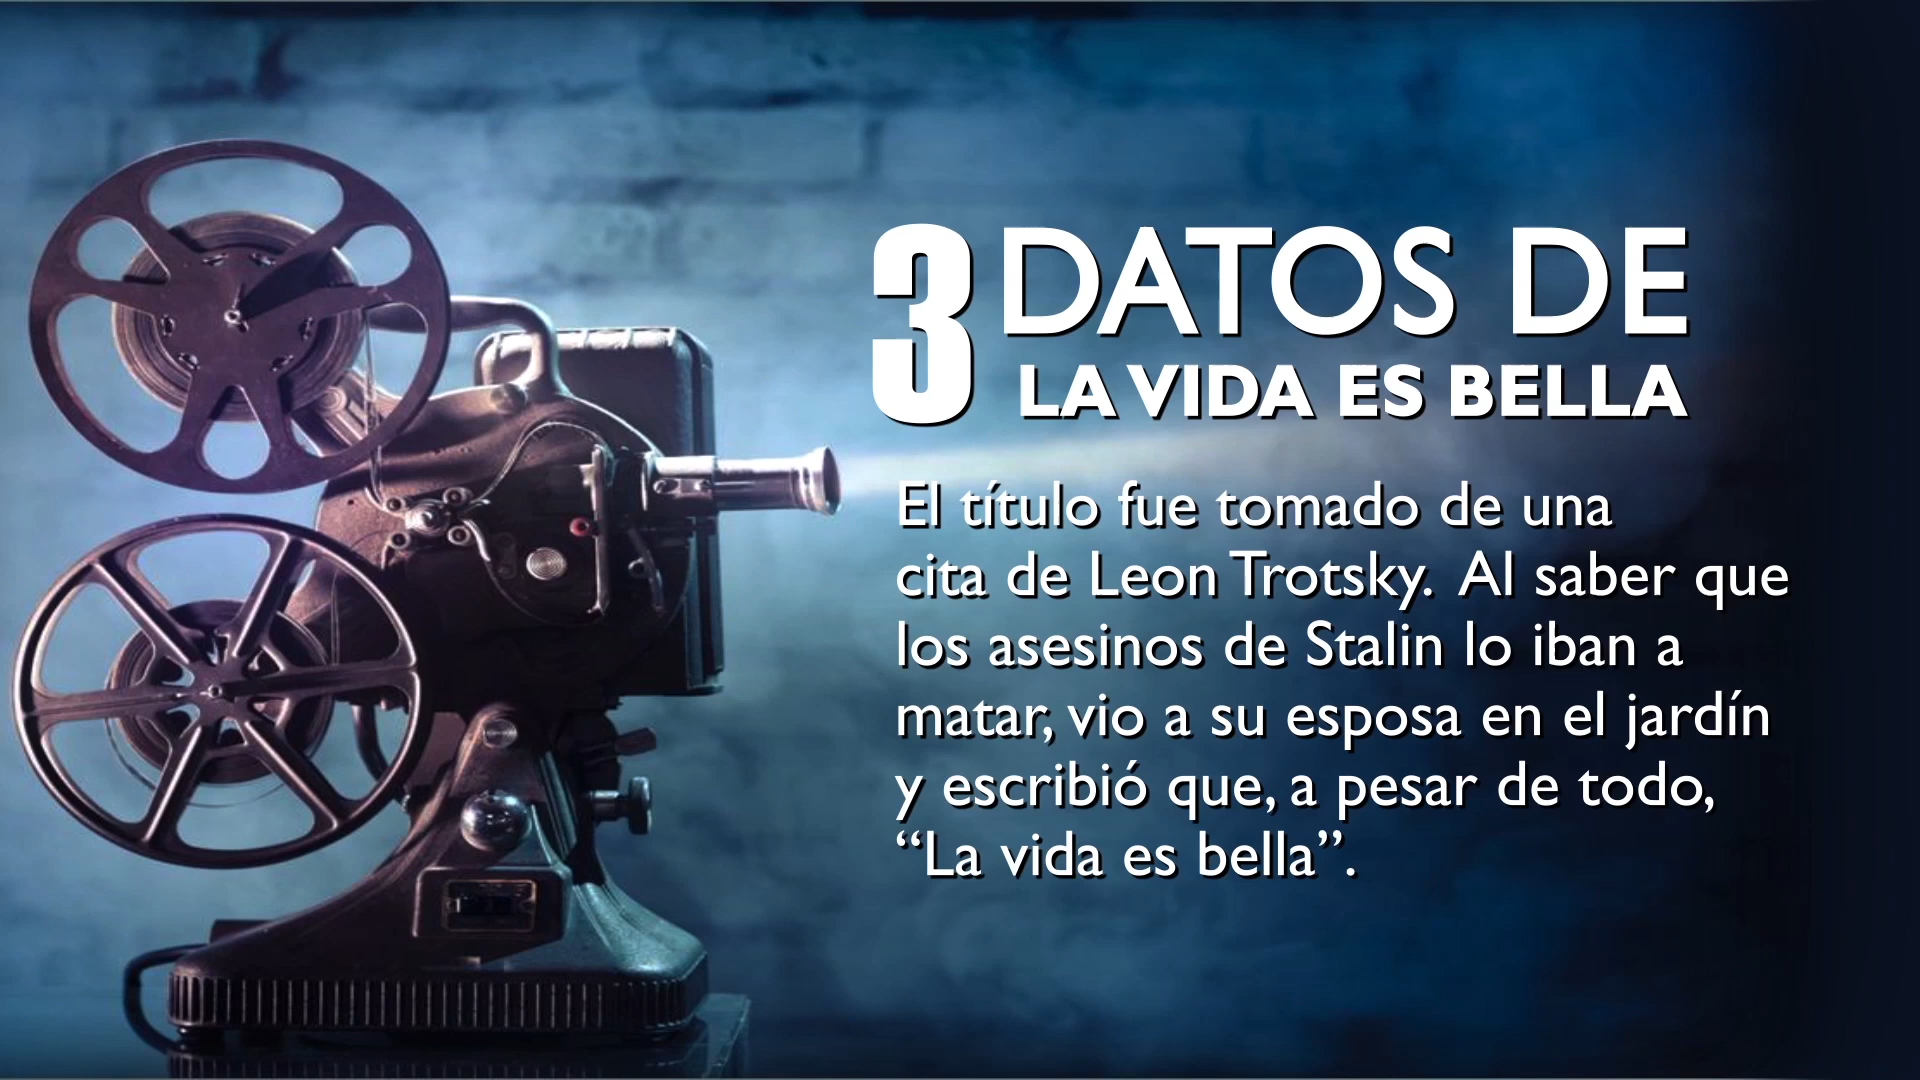 3 DATOS DE
LA VIDA ES BELLA
El título fue tomado de una
cita de Leon Trotsky. Al saber que
los asesinos de Stalin lo iban a
matar, vio a su esposa en el jardín
y escribió que, a pesar de todo,
“La vida es bella”.